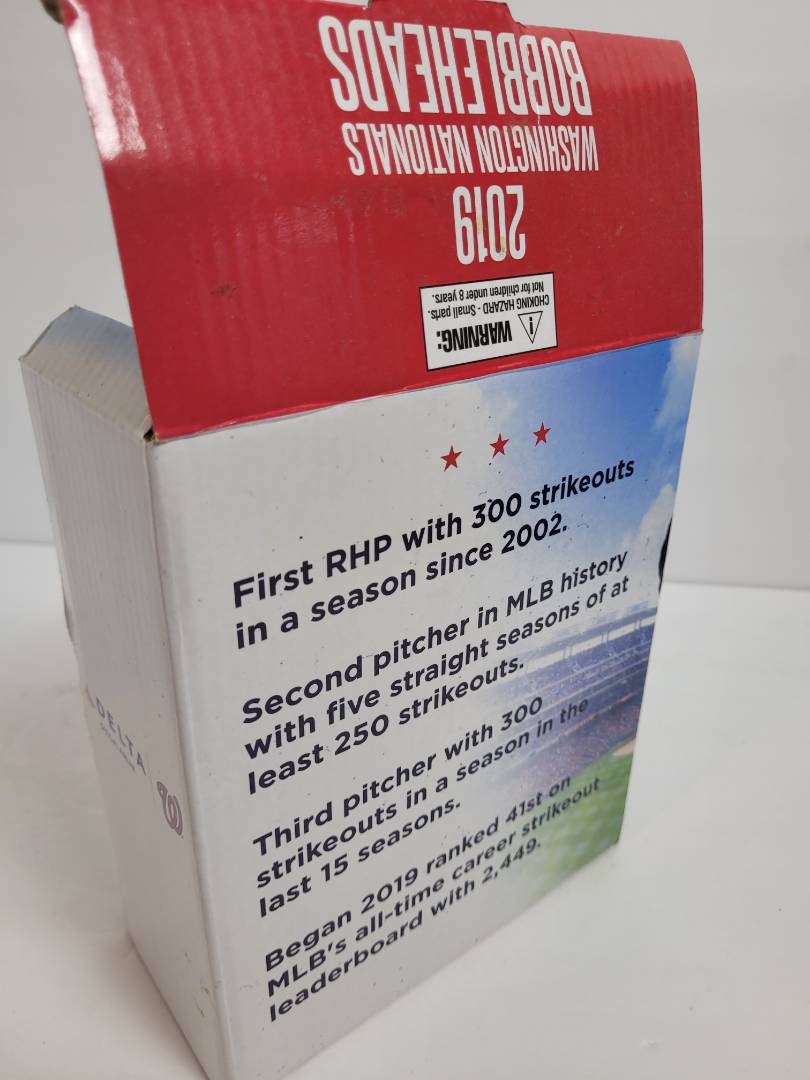 BOBBLEHEADS
WASHINGTON NATIONALS
2019
WARNING:
CHOKING HAZARD - Small parts.
Not for children under 8 years.
First RHP with 300 strikeouts
in a season since 2002.
Second pitcher in MLB history
with five straight seasons of at
least 250 strikeouts.
Third pitcher with 300
strikeouts in a season in the
last 15 seasons.
Began 2019 ranked 41st on
MLB's all-time career strikeout
leaderboard with 2,449.
DELTA
W